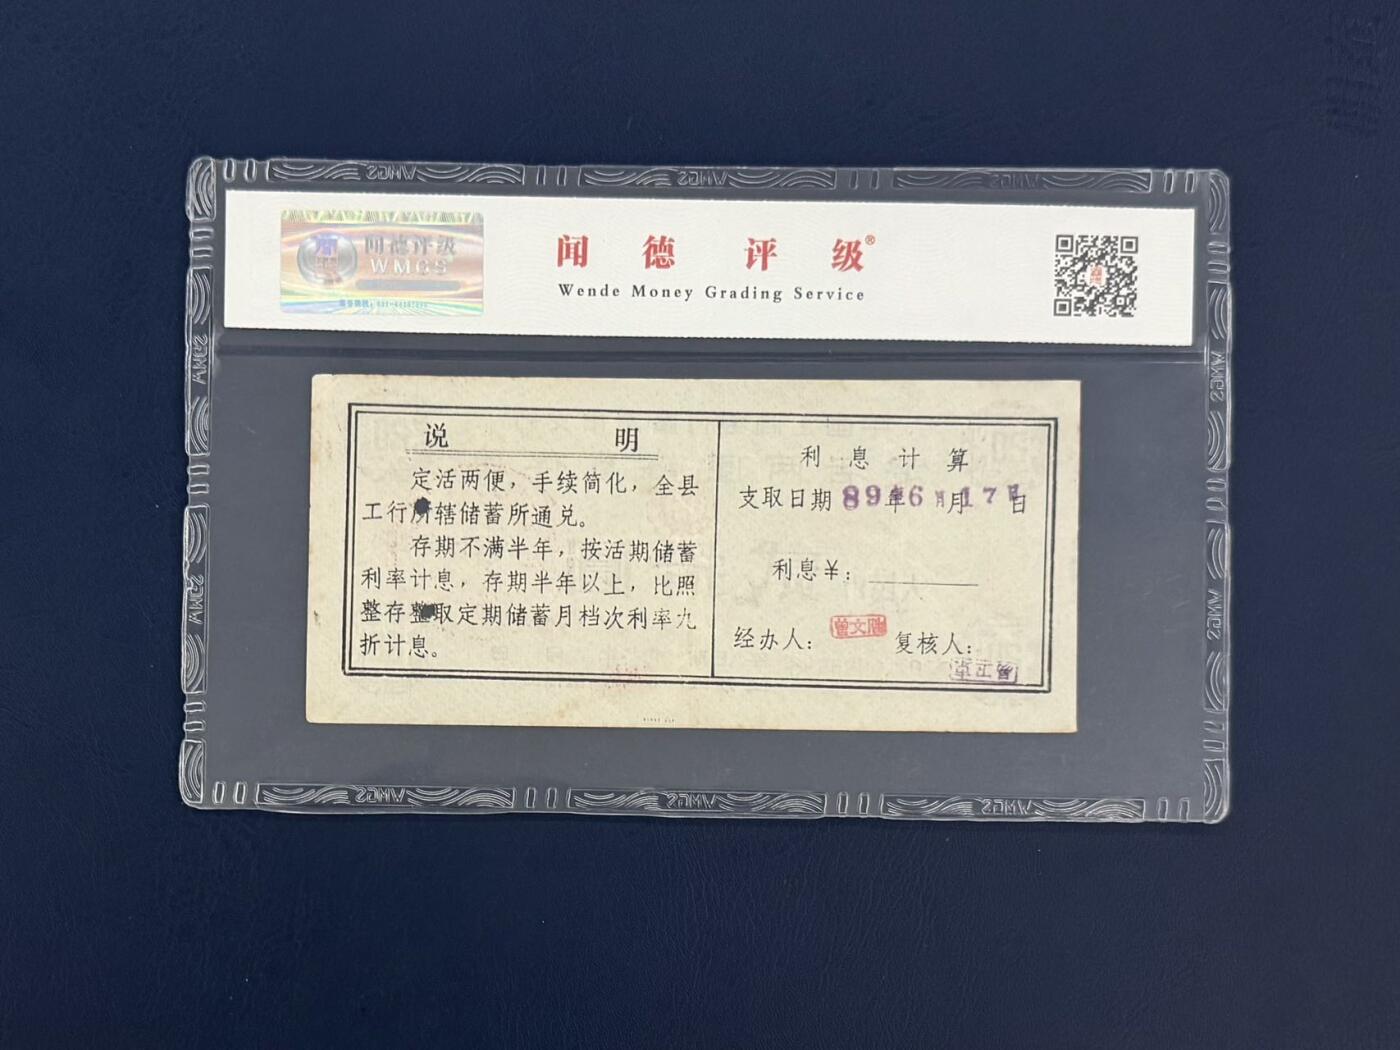 闻德评级
WMGS
闻德评级®
Wende Money Grading Service
说明
定活两便，手续简化，全县
工行所辖储蓄所通兑。
存期不满半年，按活期储蓄
利率计息，存期半年以上，比照
整存整取定期储蓄月档次利率九
折计息。
利息计算
支取日期 89年6月17日
利息￥：
经办人： 曾文阳
复核人：